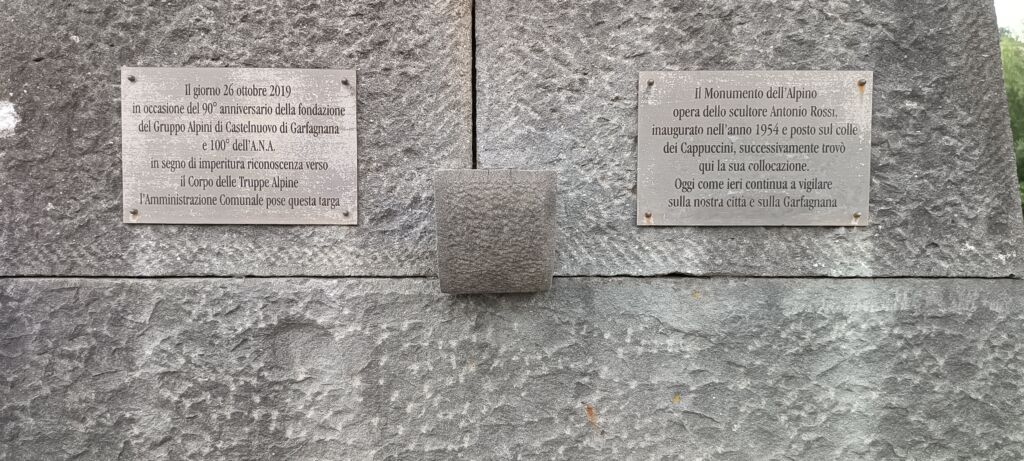 Il giorno 26 ottobre 2019
in occasione del 90° anniversario della fondazione
del Gruppo Alpini di Castelnuovo di Garfagnana
e 100° dell'A.N.A.
in segno di imperitura riconoscenza verso
il Corpo delle Truppe Alpine
l'Amministrazione Comunale pose questa targa
Il Monumento dell'Alpino
opera dello scultore Antonio Rossi,
inaugurato nell'anno 1954 e posto sul colle
dei Cappuccini, successivamente trovò
qui la sua collocazione.
Oggi come ieri continua a vigilare
sulla nostra città e sulla Garfagnana